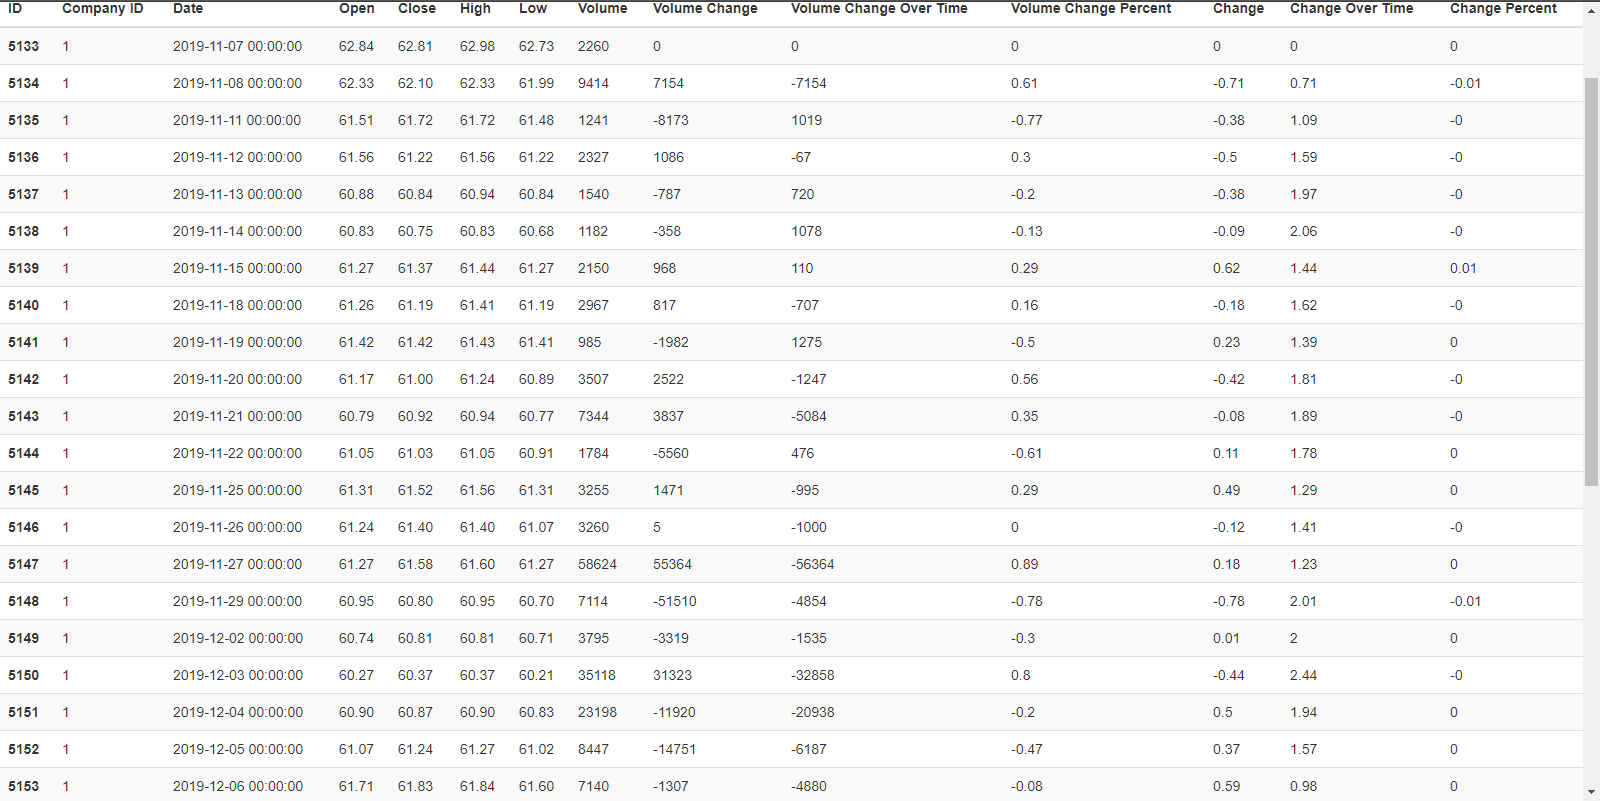 ID Company ID Date Open Close High Low Volume Volume Change Volume Change Over Time Volume Change Percent Change Change Over Time Change Percent
5133 1 2019-11-07 00:00:00 62.84 62.81 62.98 62.73 2260 0 0 0 0 0 0
5134 1 2019-11-08 00:00:00 62.33 62.10 62.33 61.99 9414 7154 -7154 0.61 -0.71 0.71 -0.01
5135 1 2019-11-11 00:00:00 61.51 61.72 61.72 61.48 1241 -8173 1019 -0.77 -0.38 1.09 -0
5136 1 2019-11-12 00:00:00 61.56 61.22 61.56 61.22 2327 1086 -67 0.3 -0.5 1.59 -0
5137 1 2019-11-13 00:00:00 60.88 60.84 60.94 60.84 1540 -787 720 -0.2 -0.38 1.97 -0
5138 1 2019-11-14 00:00:00 60.83 60.75 60.83 60.68 1182 -358 1078 -0.13 -0.09 2.06 -0
5139 1 2019-11-15 00:00:00 61.27 61.37 61.44 61.27 2150 968 110 0.29 0.62 1.44 0.01
5140 1 2019-11-18 00:00:00 61.26 61.19 61.41 61.19 2967 817 -707 0.16 -0.18 1.62 -0
5141 1 2019-11-19 00:00:00 61.42 61.42 61.43 61.41 985 -1982 1275 -0.5 0.23 1.39 0
5142 1 2019-11-20 00:00:00 61.17 61.00 61.24 60.89 3507 2522 -1247 0.56 -0.42 1.81 -0
5143 1 2019-11-21 00:00:00 60.79 60.92 60.94 60.77 7344 3837 -5084 0.35 -0.08 1.89 -0
5144 1 2019-11-22 00:00:00 61.05 61.03 61.05 60.91 1784 -5560 476 -0.61 0.11 1.78 0
5145 1 2019-11-25 00:00:00 61.31 61.52 61.56 61.31 3255 1471 -995 0.29 0.49 1.29 0
5146 1 2019-11-26 00:00:00 61.24 61.40 61.40 61.07 3260 5 -1000 0 -0.12 1.41 -0
5147 1 2019-11-27 00:00:00 61.27 61.58 61.60 61.27 58624 55364 -56364 0.89 0.18 1.23 0
5148 1 2019-11-29 00:00:00 60.95 60.80 60.95 60.70 7114 -51510 -4854 -0.78 -0.78 2.01 -0.01
5149 1 2019-12-02 00:00:00 60.74 60.81 60.81 60.71 3795 -3319 -1535 -0.3 0.01 2 0
5150 1 2019-12-03 00:00:00 60.27 60.37 60.37 60.21 35118 31323 -32858 0.8 -0.44 2.44 -0
5151 1 2019-12-04 00:00:00 60.90 60.87 60.90 60.83 23198 -11920 -20938 -0.2 0.5 1.94 0
5152 1 2019-12-05 00:00:00 61.07 61.24 61.27 61.02 8447 -14751 -6187 -0.47 0.37 1.57 0
5153 1 2019-12-06 00:00:00 61.71 61.83 61.84 61.60 7140 -1307 -4880 -0.08 0.59 0.98 0